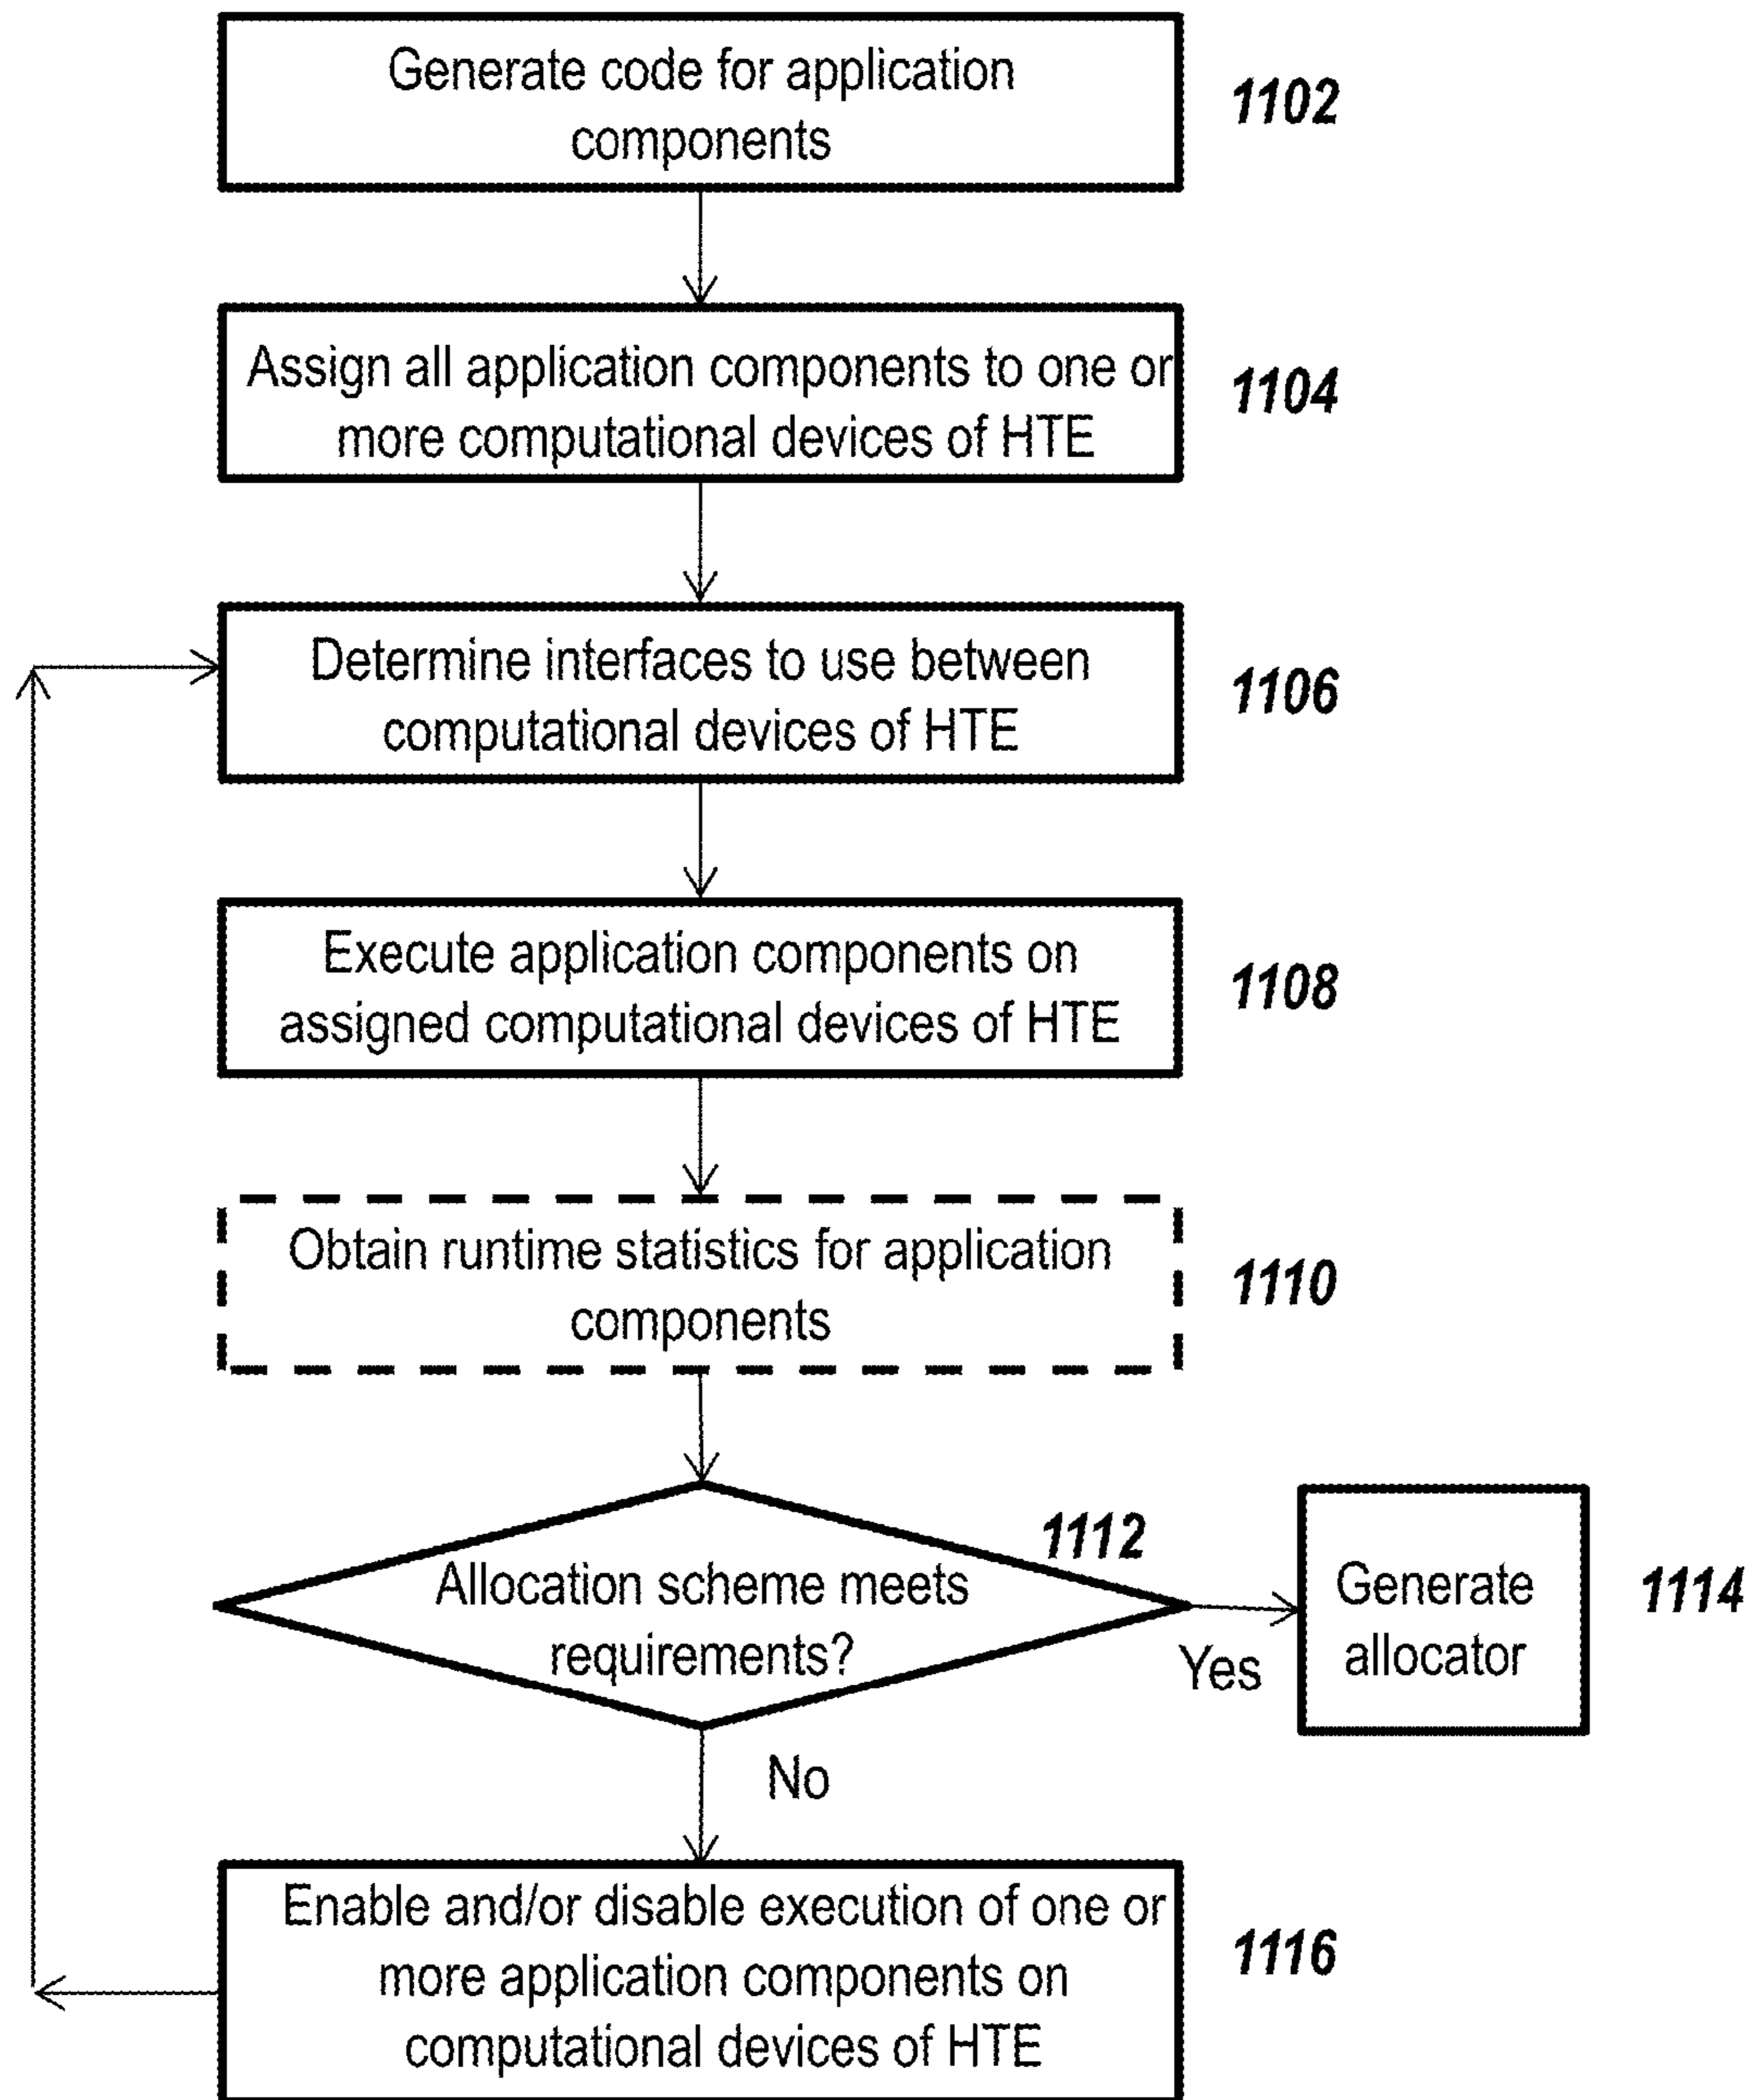 Generate code for application
components
1102
Assign all application components to one or
more computational devices of HTE
1104
Determine interfaces to use between
computational devices of HTE
1106
Execute application components on
assigned computational devices of HTE
1108
Obtain runtime statistics for application
components
1110
1112
Allocation scheme meets
requirements?
Yes
Generate
allocator
1114
No
Enable and/or disable execution of one or
more application components on
computational devices of HTE
1116